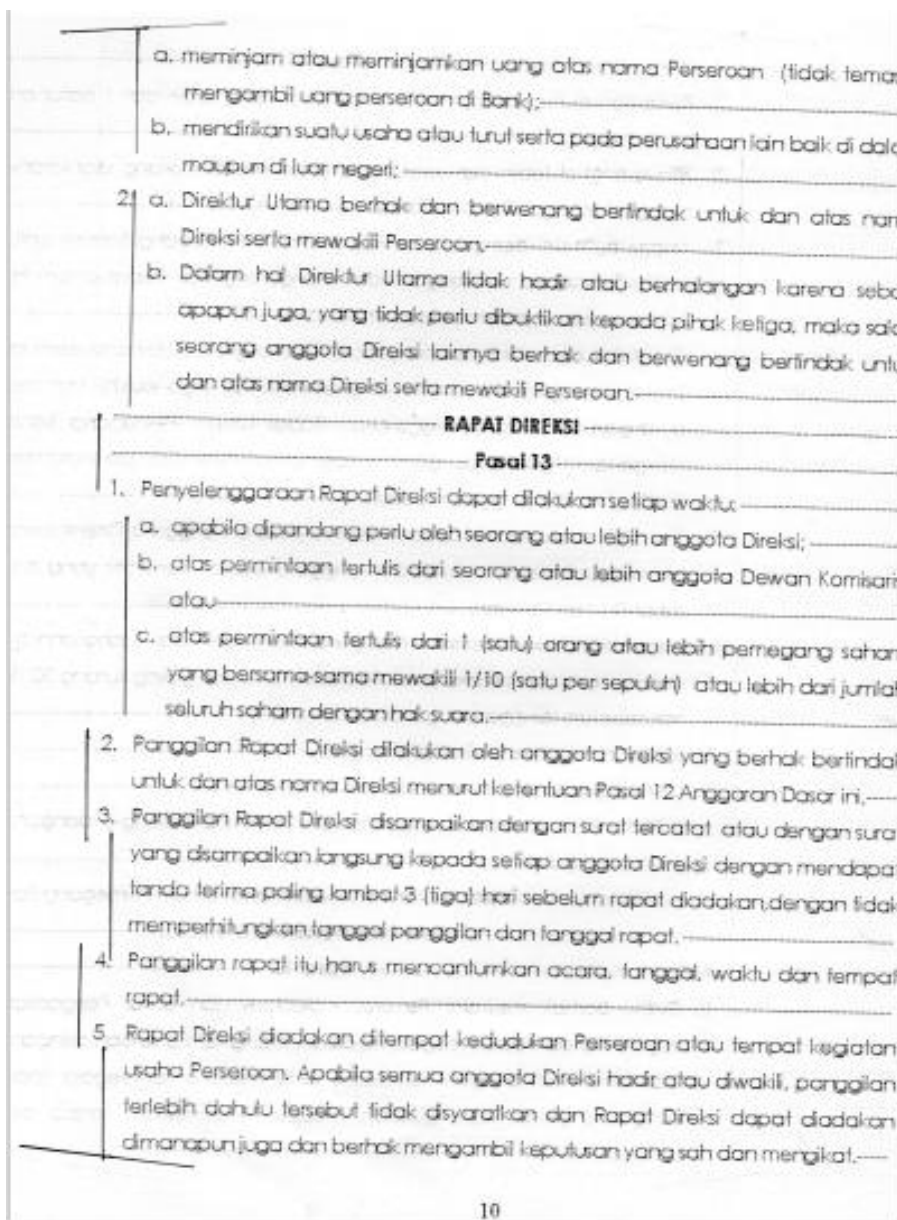 a. meminjam atau meminjamkan uang atas nama Perseroan (tidak termas
mengambil uang perseroan di Bank);
b. mendirikan suatu usaha atau turut serta pada perusahaan lain baik di dala
maupun di luar negeri;
2. a. Direktur Utama berhak dan berwenang bertindak untuk dan atas nam
Direksi serta mewakili Perseroan.
b. Dalam hal Direktur Utama tidak hadir atau berhalangan karena seba
apapun juga, yang tidak perlu dibuktikan kepada pihak ketiga, maka sala
seorang anggota Direksi lainnya berhak dan berwenang bertindak untu
dan atas nama Direksi serta mewakili Perseroan.
RAPAT DIREKSI
Pasal 13
1. Penyelenggaraan Rapat Direksi dapat dilakukan setiap waktu:
a. apabila dipandang perlu oleh seorang atau lebih anggota Direksi;
b. atas permintaan tertulis dari seorang atau lebih anggota Dewan Komisaris
atau
c. atas permintaan tertulis dari 1 (satu) orang atau lebih pemegang saham
yang bersama-sama mewakili 1/10 (satu per sepuluh) atau lebih dari jumlah
seluruh saham dengan hak suara.
2. Panggilan Rapat Direksi dilakukan oleh anggota Direksi yang berhak bertindak
untuk dan atas nama Direksi menurut ketentuan Pasal 12 Anggaran Dasar ini.
3. Panggilan Rapat Direksi disampaikan dengan surat tercatat atau dengan surat
yang disampaikan langsung kepada setiap anggota Direksi dengan mendapat
tanda terima paling lambat 3 (tiga) hari sebelum rapat diadakan,dengan tidak
memperhitungkan tanggal panggilan dan tanggal rapat.
4. Panggilan rapat itu harus mencantumkan acara, tanggal, waktu dan tempat
rapat.
5. Rapat Direksi diadakan ditempat kedudukan Perseroan atau tempat kegiatan
usaha Perseroan. Apabila semua anggota Direksi hadir atau diwakili, panggilan
terlebih dahulu tersebut tidak disyaratkan dan Rapat Direksi dapat diadakan
dimanapun juga dan berhak mengambil keputusan yang sah dan mengikat.
10